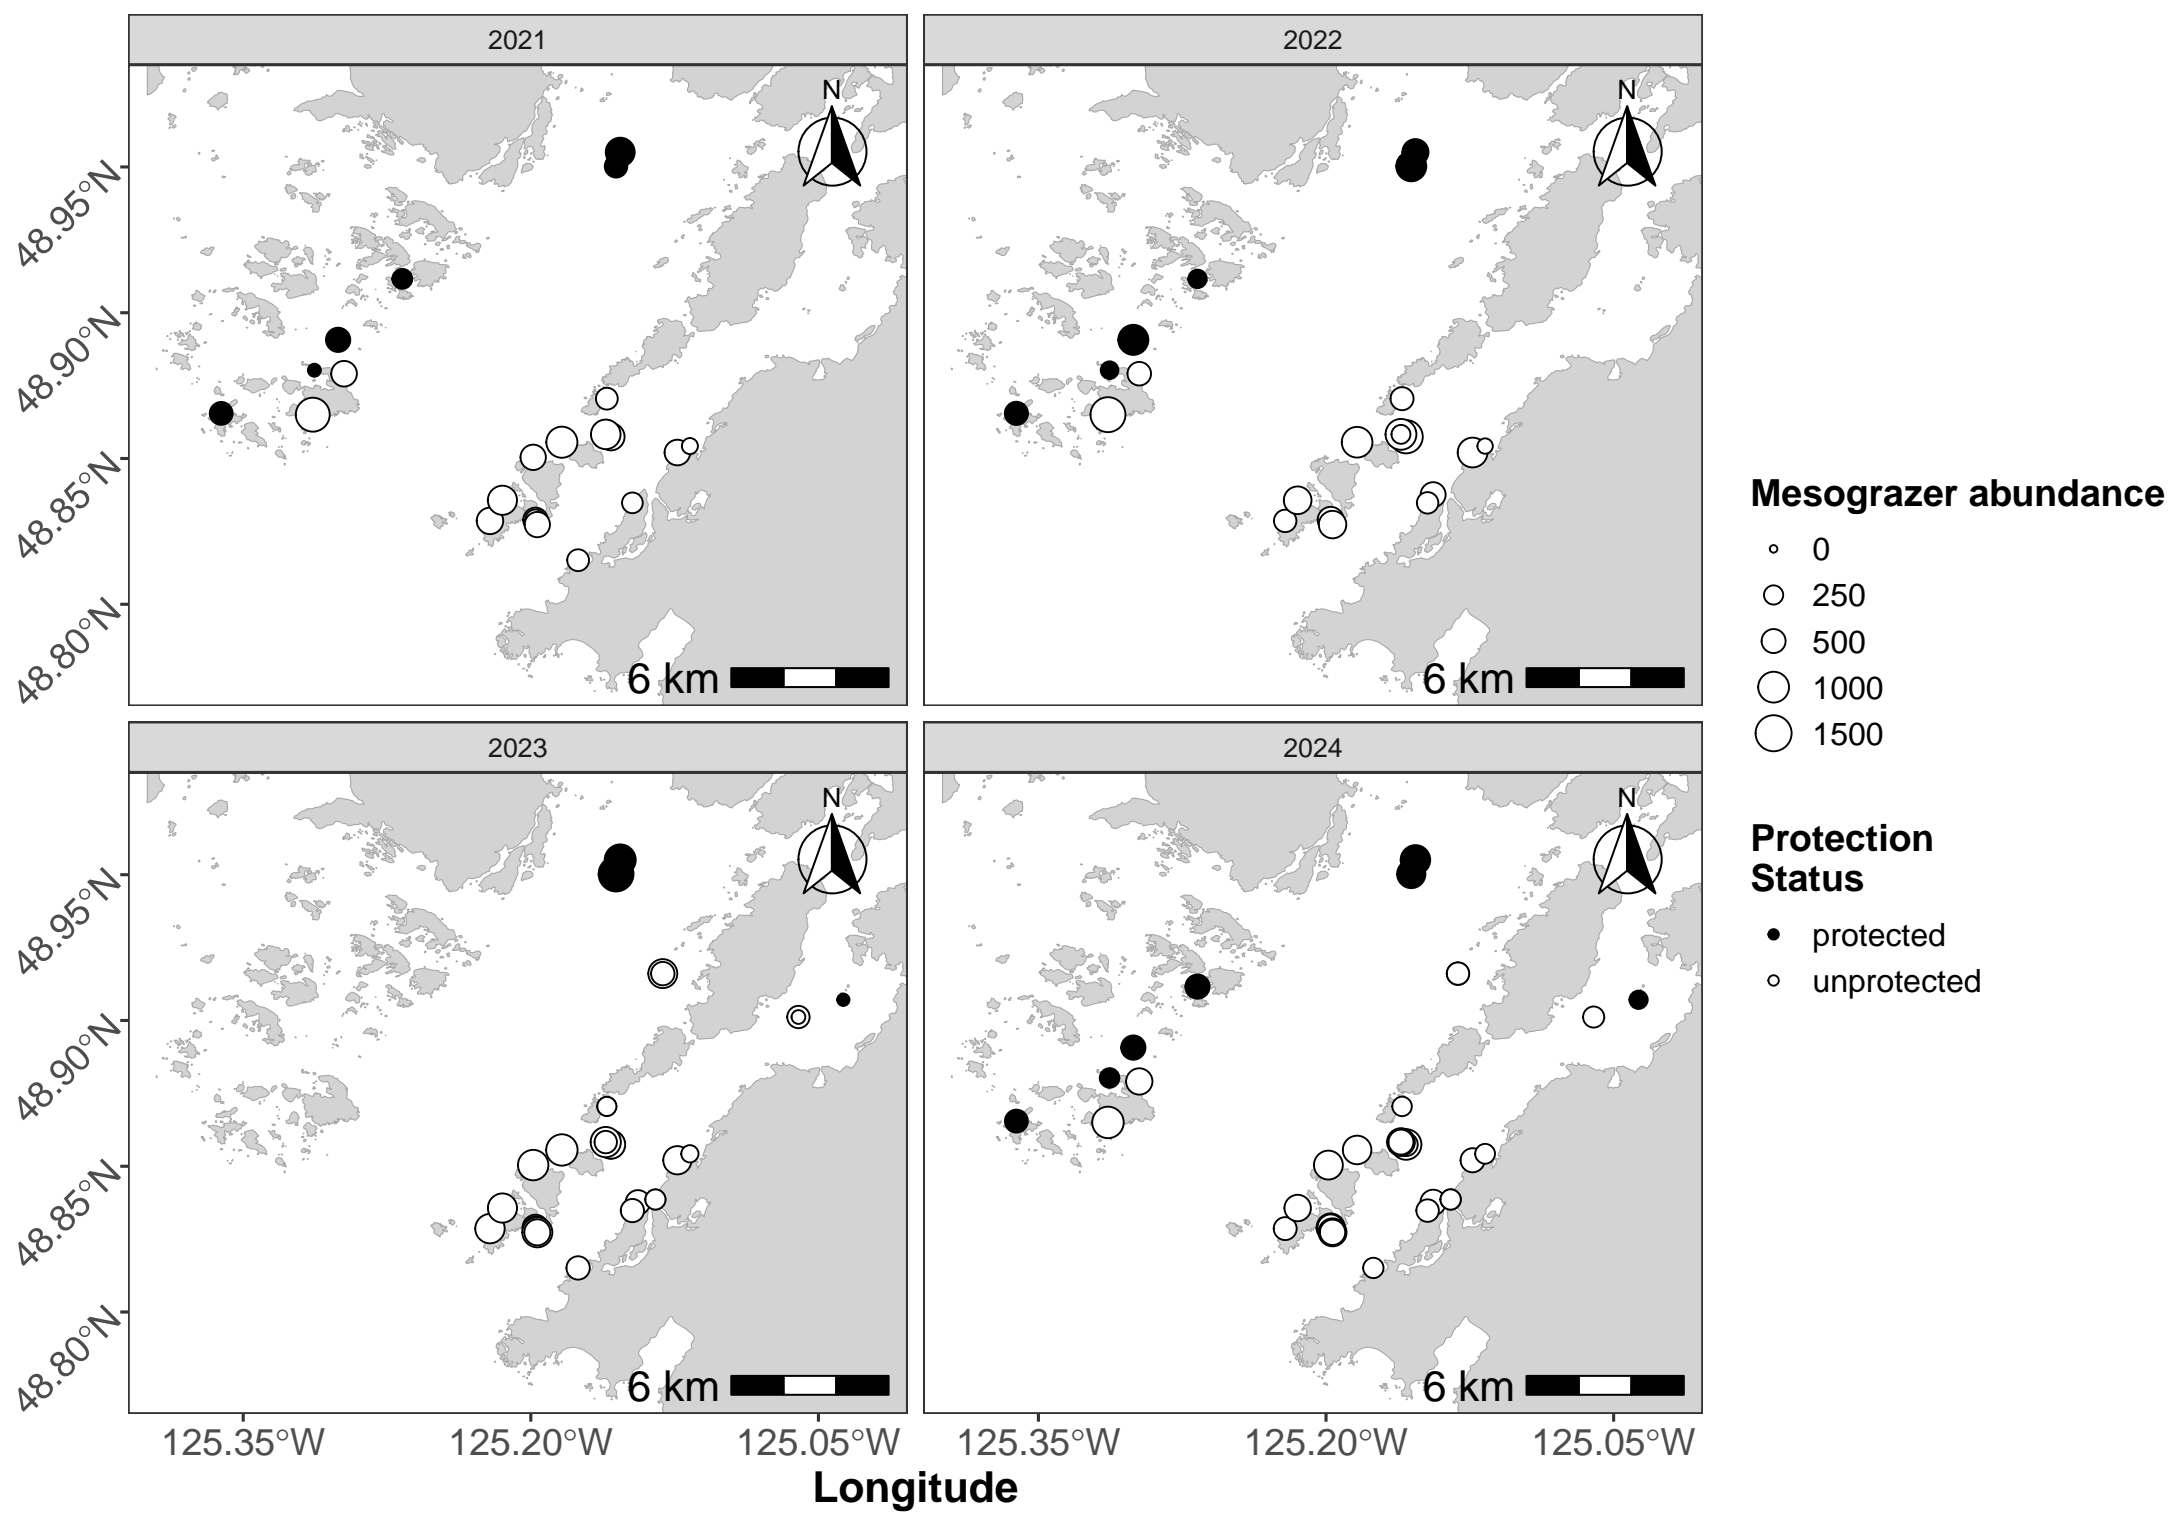 2021
2022
N
N
48.95°N
48.90°N
48.85°N
48.80°N
6 km
6 km
2023
2024
N
N
48.95°N
48.90°N
48.85°N
48.80°N
6 km
6 km
125.35°W
125.20°W
125.05°W
125.35°W
125.20°W
125.05°W
Longitude
Mesograzer abundance
0
250
500
1000
1500
Protection
Status
protected
unprotected